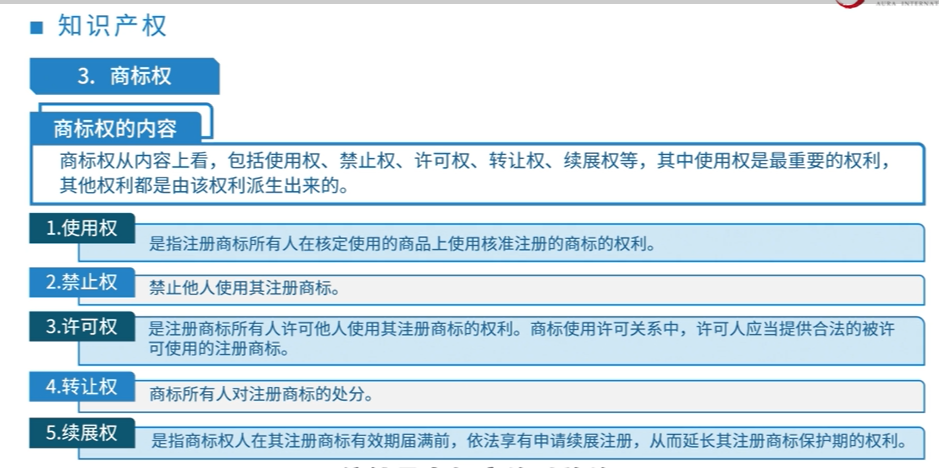 知识产权
3. 商标权
商标权的内容
商标权从内容上看，包括使用权、禁止权、许可权、转让权、续展权等，其中使用权是最重要的权利，
其他权利都是由该权利派生出来的。
1.使用权
是指注册商标所有人在核定使用的商品上使用核准注册的商标的权利。
2.禁止权
禁止他人使用其注册商标。
3.许可权
是注册商标所有人许可他人使用其注册商标的权利。商标使用许可关系中，许可人应当提供合法的被许
可使用的注册商标。
4.转让权
商标所有人对注册商标的处分。
5.续展权
是指商标权人在其注册商标有效期届满前，依法享有申请续展注册，从而延长其注册商标保护期的权利。